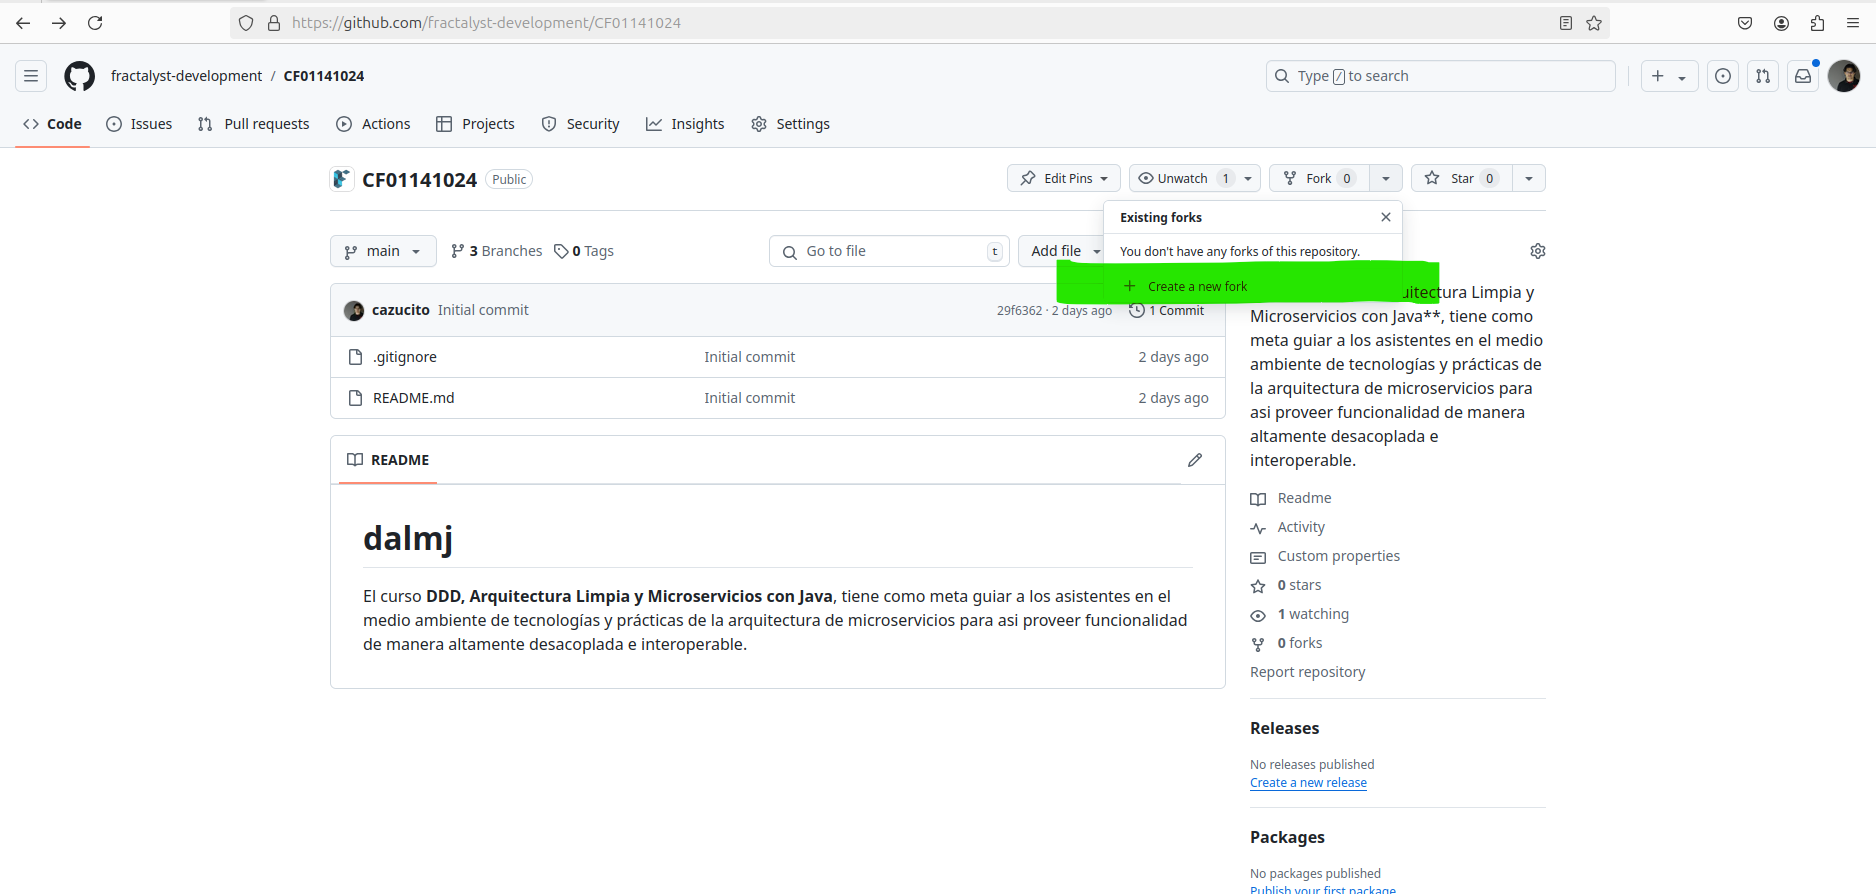 https://github.com/fractalyst-development/CF01141024
fractalyst-development / CF01141024
Type / to search
Code Issues Pull requests Actions Projects Security Insights Settings
CF01141024 Public
Edit Pins Unwatch 1 Fork 0 Star 0
Existing forks
You don't have any forks of this repository.
Create a new fork
main 3 Branches 0 Tags
Go to file t
Add file
cazucito Initial commit
29f6362 · 2 days ago 1 Commit
.gitignore Initial commit 2 days ago
README.md Initial commit 2 days ago
README
dalmj
El curso DDD, Arquitectura Limpia y Microservicios con Java, tiene como meta guiar a los asistentes en el
medio ambiente de tecnologías y prácticas de la arquitectura de microservicios para asi proveer funcionalidad
de manera altamente desacoplada e interoperable.
uitectura Limpia y
Microservicios con Java**, tiene como
meta guiar a los asistentes en el medio
ambiente de tecnologías y prácticas de
la arquitectura de microservicios para
asi proveer funcionalidad de manera
altamente desacoplada e
interoperable.
Readme
Activity
Custom properties
0 stars
1 watching
0 forks
Report repository
Releases
No releases published
Create a new release
Packages
No packages published
Publish your first package